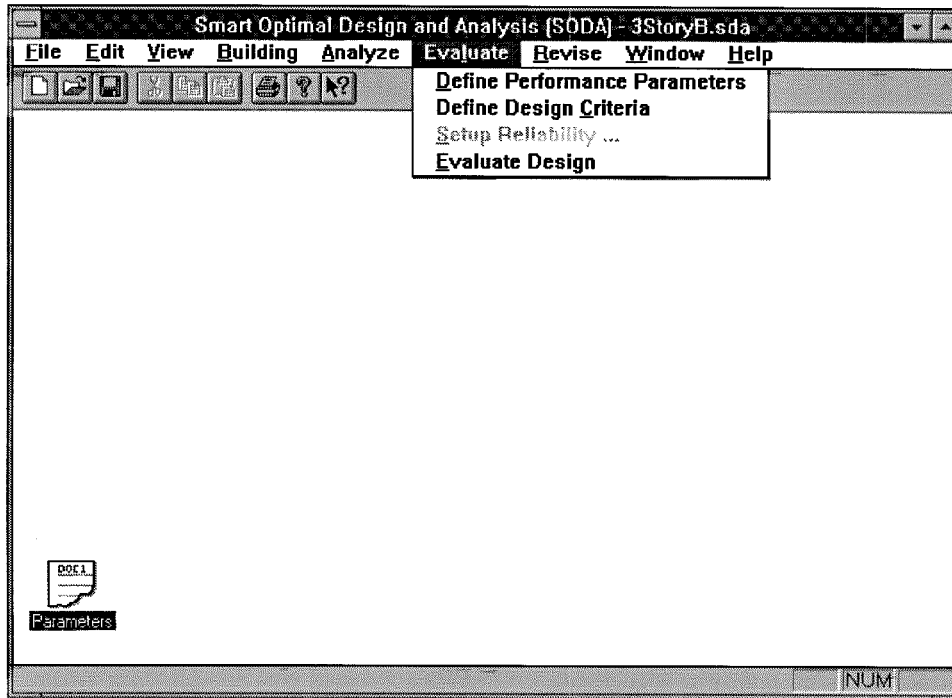 Smart Optimal Design and Analysis (SODA) - 3StoryB.sda
File Edit View Building Analyze Evaluate Revise Window Help
Define Performance Parameters
Define Design Criteria
Setup Reliability ...
Evaluate Design
DOC1
Parameters
NUM